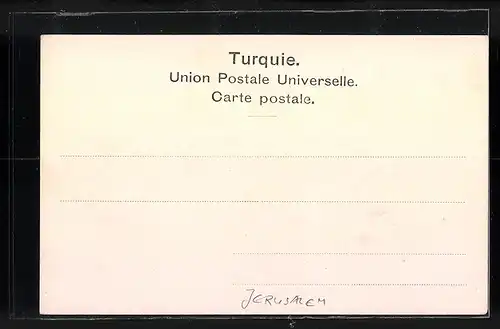 Turquie.
Union Postale Universelle.
Carte postale.
JERUSALEM